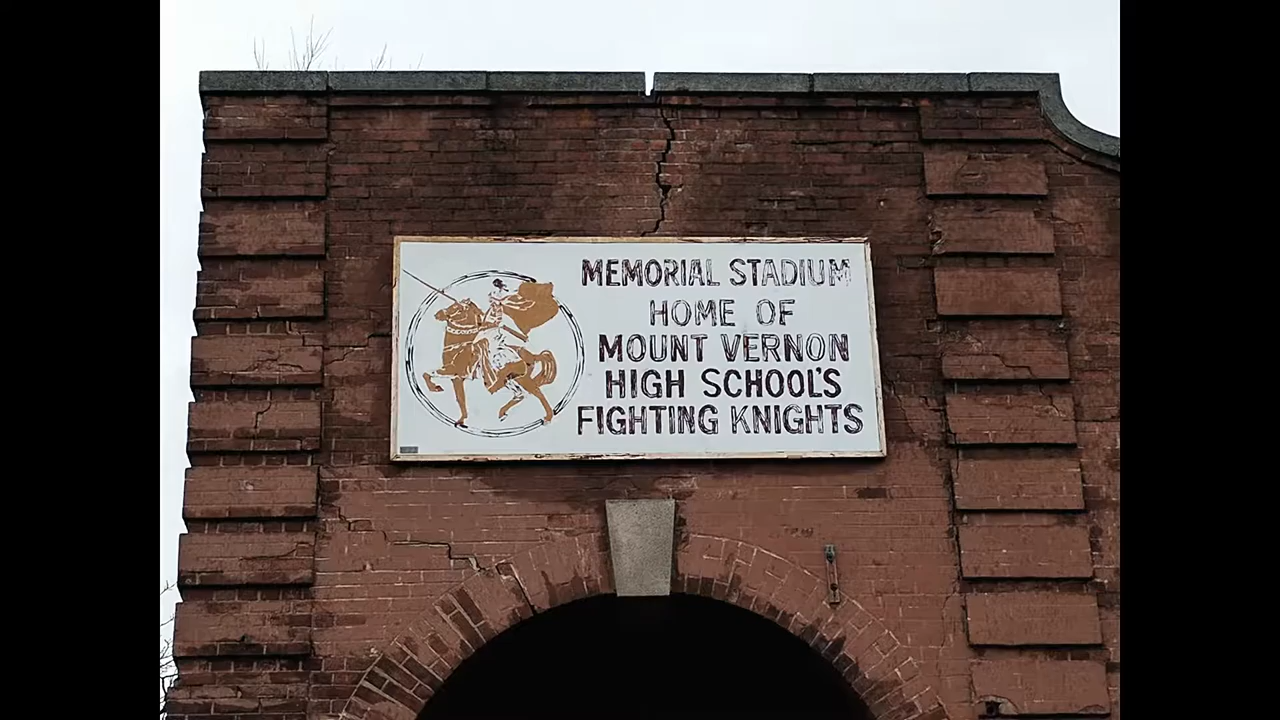 MEMORIAL STADIUM
HOME OF
MOUNT VERNON
HIGH SCHOOL'S
FIGHTING KNIGHTS